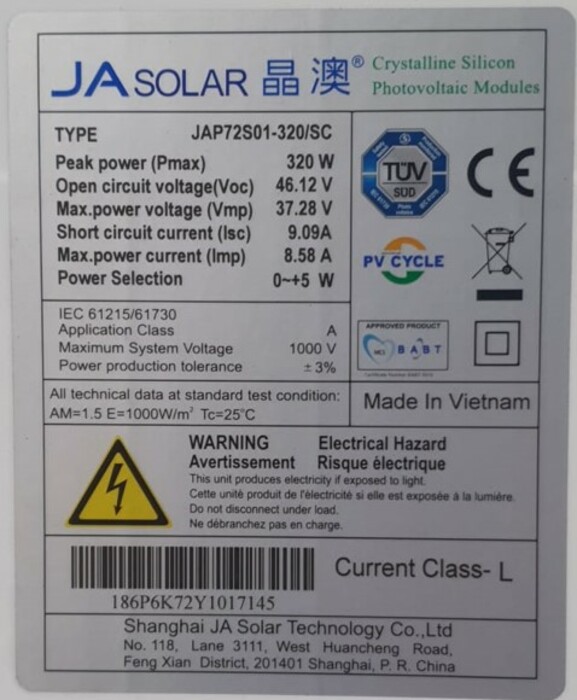 JA SOLAR 晶澳® Crystalline Silicon
Photovoltaic Modules
TYPE JAP72S01-320/SC
Peak power (Pmax) 320 W
Open circuit voltage(Voc) 46.12 V
Max.power voltage (Vmp) 37.28 V
Short circuit current (Isc) 9.09A
Max.power current (Imp) 8.58 A
Power Selection 0~+5 W
TÜV
SÜD
CE
PV CYCLE
IEC 61215/61730
Application Class A
Maximum System Voltage 1000 V
Power production tolerance ±3%
APPROVED PRODUCT
MCS BABT
All technical data at standard test condition:
AM=1.5 E=1000W/m² Tc=25°C
Made In Vietnam
WARNING Electrical Hazard
Avertissement Risque électrique
This unit produces electricity if exposed to light.
Cette unité produit de l'électricité si elle est exposée à la lumière.
Do not disconnect under load.
Ne débranchez pas en charge.
186P6K72Y1017145
Current Class- L
Shanghai JA Solar Technology Co.,Ltd
No. 118, Lane 3111, West Huancheng Road,
Feng Xian District, 201401 Shanghai, P. R. China